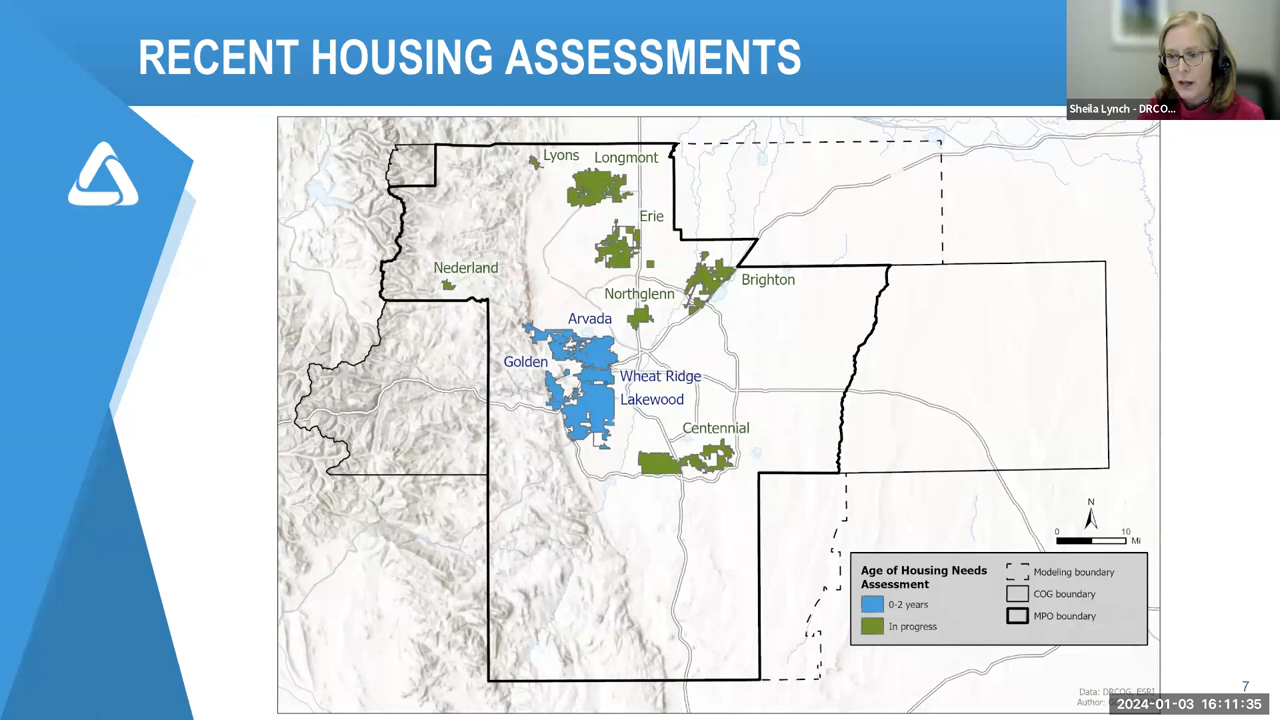 RECENT HOUSING ASSESSMENTS
Sheila Lynch - DRCO...
Lyons
Longmont
Erie
Nederland
Brighton
Northglenn
Arvada
Golden
Wheat Ridge
Lakewood
Centennial
N
0 10
Mi
Age of Housing Needs
Assessment
0-2 years
In progress
Modeling boundary
COG boundary
MPO boundary
Data: DRCOG, ESRI
Author:
7
2024-01-03 16:11:35